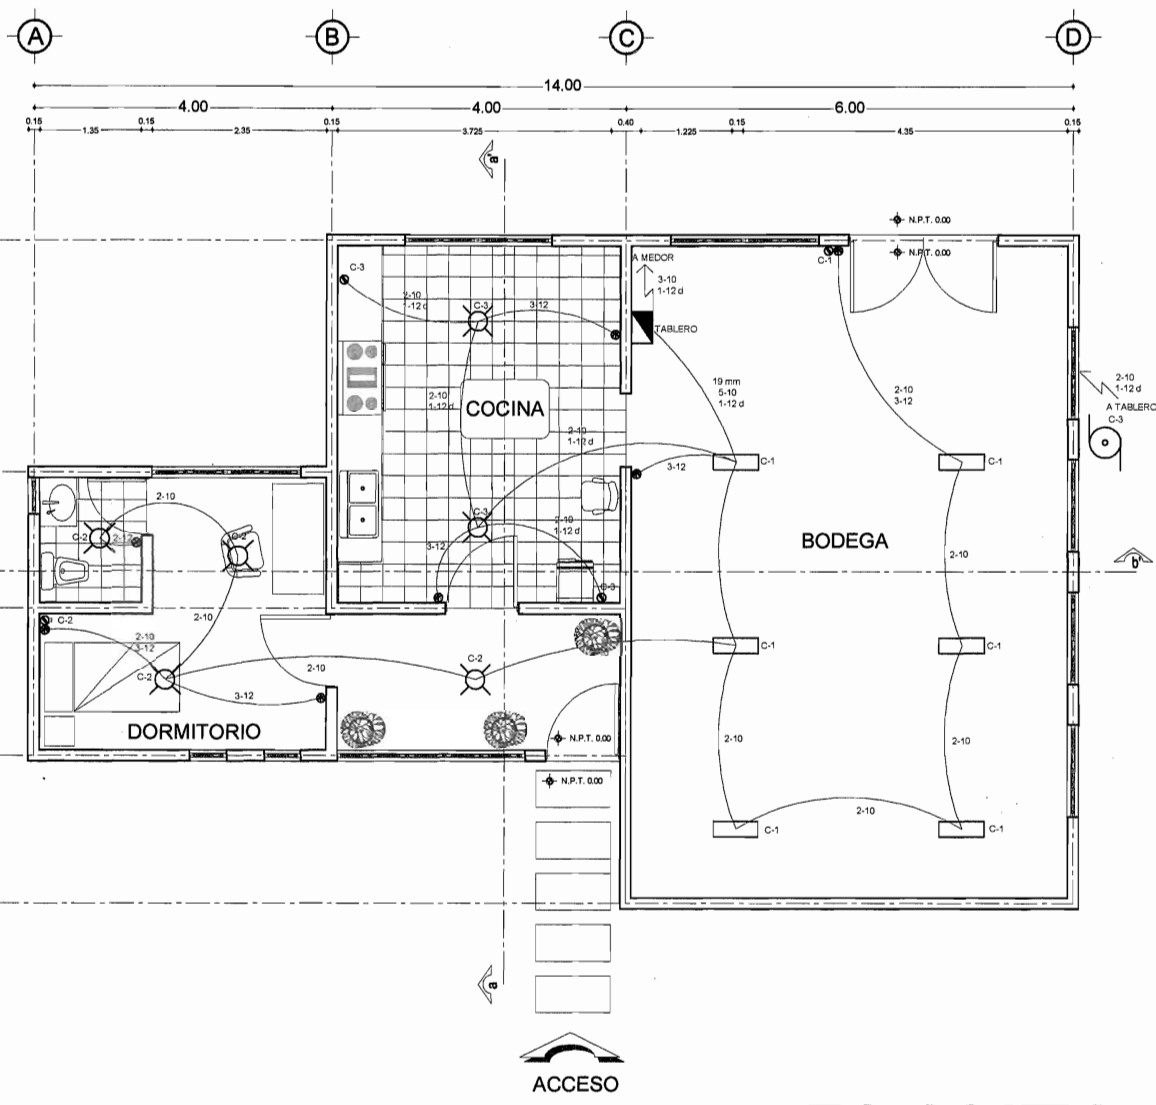 A B C D
14.00
4.00 4.00 6.00
0.15 1.35 0.15 2.35 0.15 3.725 0.40 1.225 0.15 4.35 0.15
a'
N.P.T. 0.00
N.P.T. 0.00
C-1
A MEDOR
3-10
1-12 d
TABLERO
C-3
2-10
1-12 d
C-3
3-12
19 mm
5-10
1-12 d
2-10
3-12
2-10
1-12 d
A TABLERO
C-3
2-10
1-12 d
COCINA
2-10
1-12 d
3-12
C-1
C-1
2-10
C-2
2-12
C-2
C-3
2-10
1-12 d
3-12
C-3
BODEGA
2-10
b'
C-2
2-10
3-12
C-2
2-10
2-10
3-12
C-2
C-1
C-1
DORMITORIO
N.P.T. 0.00
N.P.T. 0.00
2-10
2-10
2-10
C-1
C-1
a
ACCESO